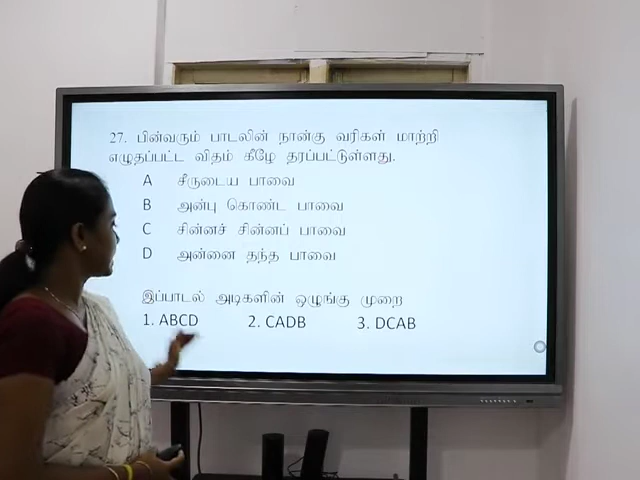 27. பின்வரும் பாடலின் நான்கு வரிகள் மாற்றி
எழுதப்பட்ட விதம் கீழே தரப்பட்டுள்ளது.
A சீருடைய பாவை
B அன்பு கொண்ட பாவை
C சின்னச் சின்னப் பாவை
D அன்னை தந்த பாவை
இப்பாடல் அடிகளின் ஒழுங்கு முறை
1. ABCD 2. CADB 3. DCAB